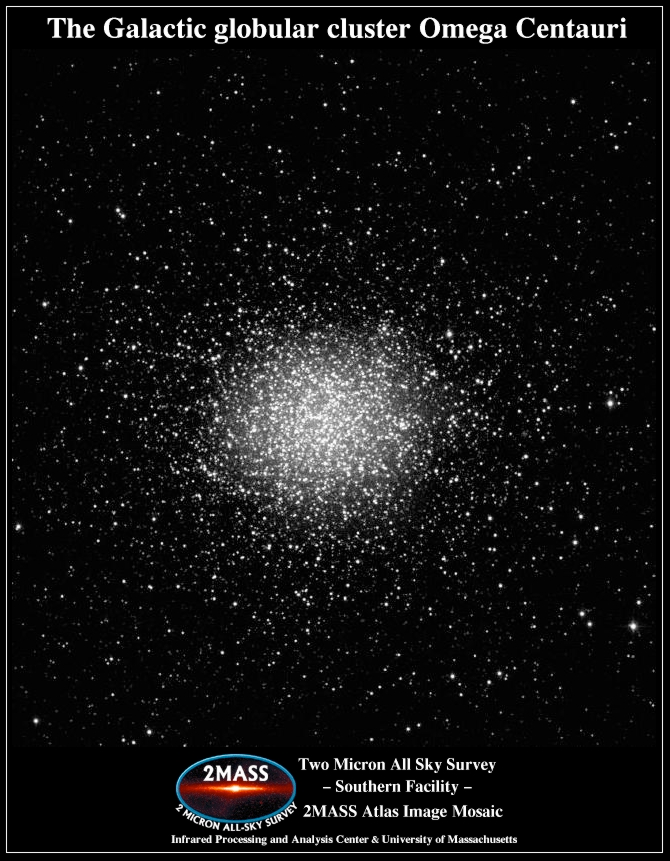 The Galactic globular cluster Omega Centauri
2MASS
2 MICRON ALL-SKY SURVEY
Two Micron All Sky Survey
– Southern Facility –
2MASS Atlas Image Mosaic
Infrared Processing and Analysis Center & University of Massachusetts